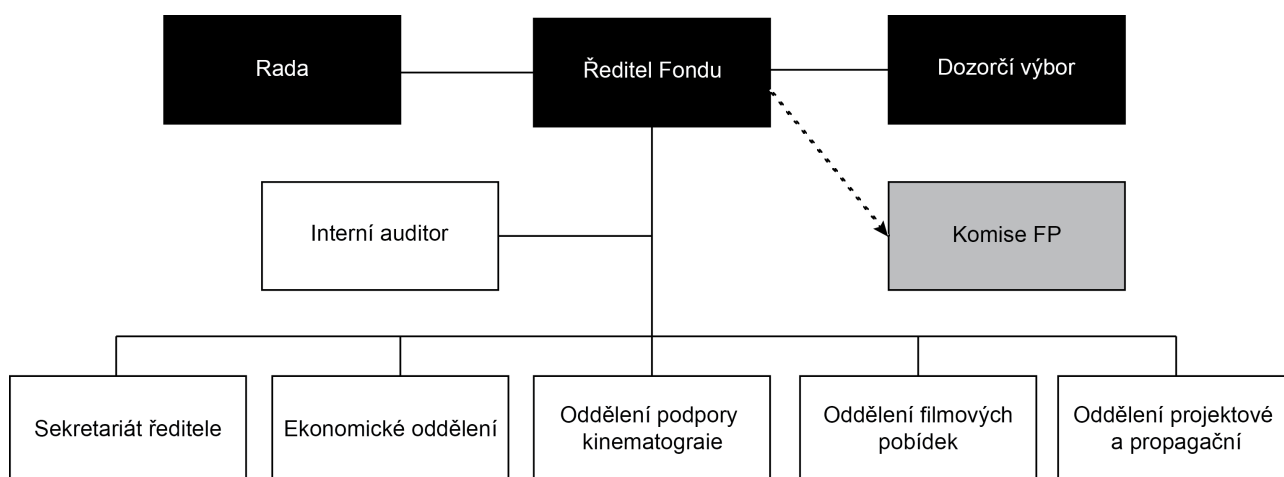 Rada
Ředitel Fondu
Dozorčí výbor
Interní auditor
Komise FP
Sekretariát ředitele
Ekonomické oddělení
Oddělení podpory
kinematograie
Oddělení filmových
pobídek
Oddělení projektové
a propagační